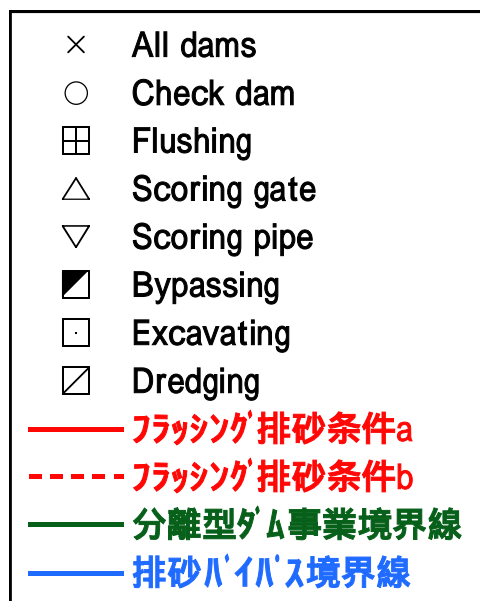 All dams
Check dam
Flushing
Scoring gate
Scoring pipe
Bypassing
Excavating
Dredging
ﾌﾗｯｼﾝｸﾞ排砂条件a
ﾌﾗｯｼﾝｸﾞ排砂条件b
分離型ﾀﾞﾑ事業境界線
排砂ﾊﾞｲﾊﾟｽ境界線